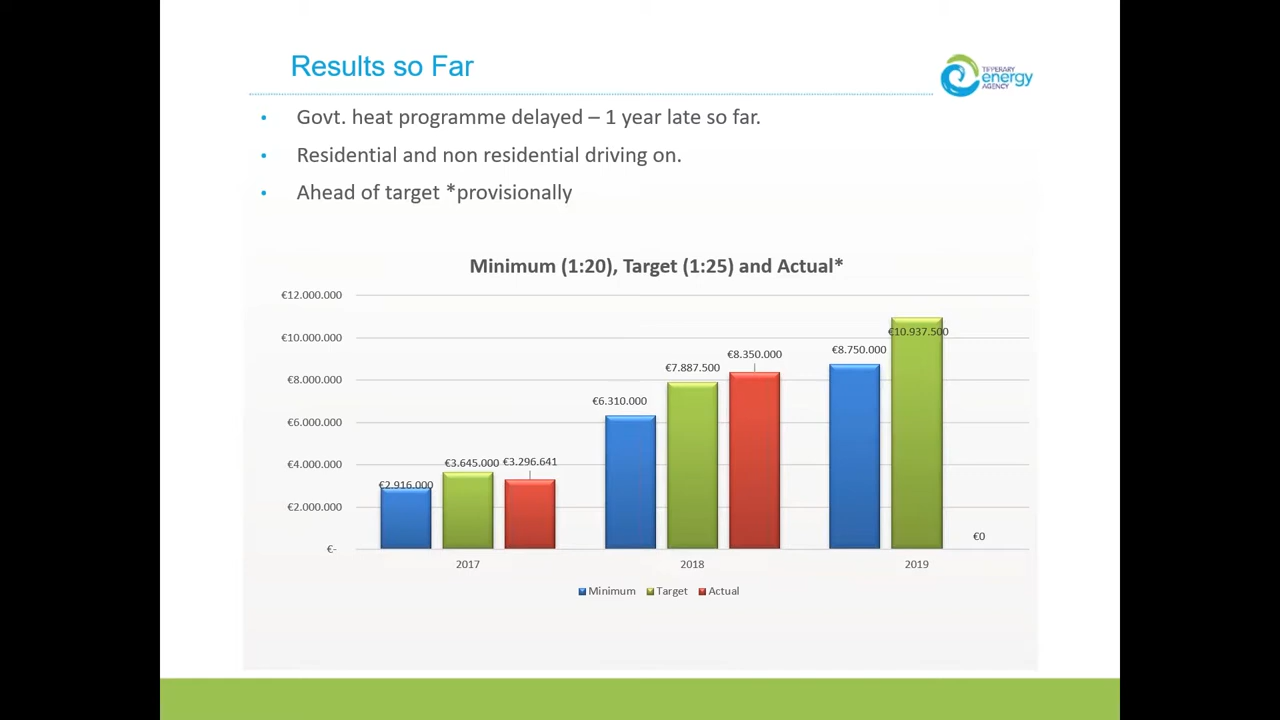 Results so Far
TIPPERARY
energy
AGENCY
• Govt. heat programme delayed – 1 year late so far.
• Residential and non residential driving on.
• Ahead of target *provisionally
Minimum (1:20), Target (1:25) and Actual*
€12.000.000
€10.000.000
€8.000.000
€6.000.000
€4.000.000
€2.000.000
€-
€2.916.000
€3.645.000
€3.296.641
€6.310.000
€7.887.500
€8.350.000
€8.750.000
€10.937.500
€0
2017
2018
2019
Minimum Target Actual